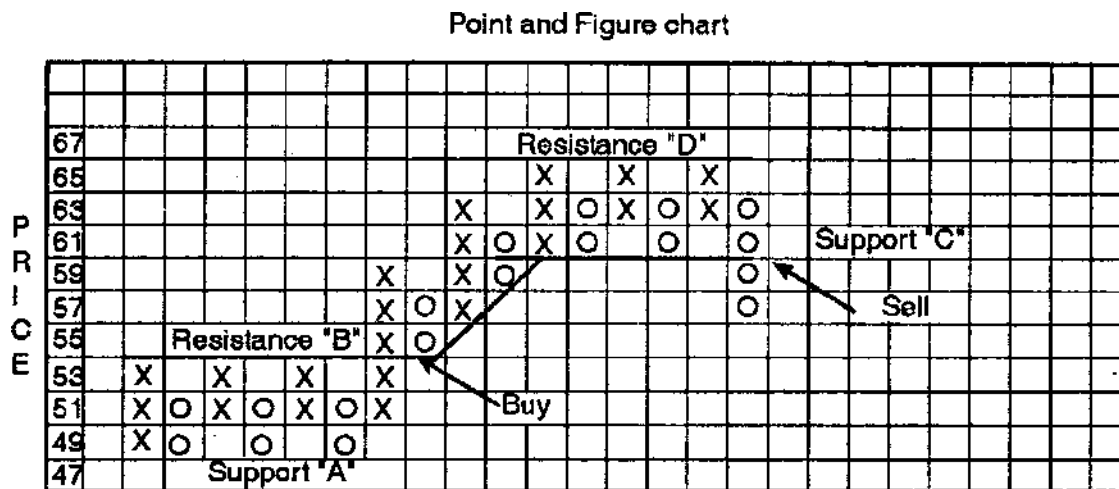 Point and Figure chart
PRICE
67 Resistance "D"
65 X X X
63 X X O X O X O
61 X O X O O O Support "C"
59 X X O O
57 X O X O Sell
55 Resistance "B" X O
53 X X X X
51 X O X O X O X Buy
49 X O O O
47 Support "A"